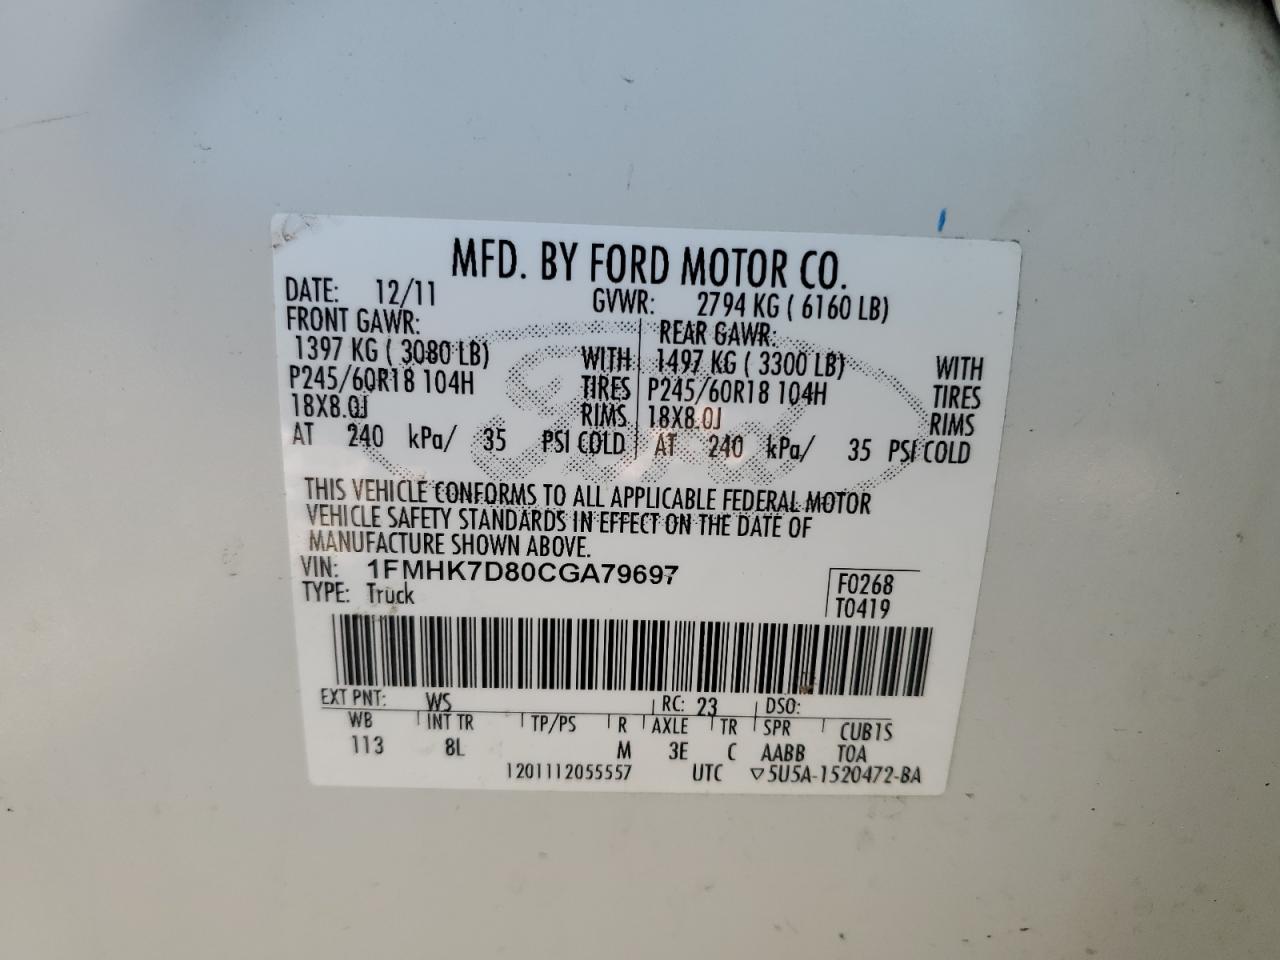 MFD. BY FORD MOTOR CO.
DATE: 12/11 GVWR: 2794 KG ( 6160 LB)
FRONT GAWR: REAR GAWR:
1397 KG ( 3080 LB) WITH 1497 KG ( 3300 LB) WITH
P245/60R18 104H TIRES P245/60R18 104H TIRES
18X8.0J RIMS 18X8.0J RIMS
AT 240 kPa/ 35 PSI COLD AT 240 kPa/ 35 PSI COLD
Ford
THIS VEHICLE CONFORMS TO ALL APPLICABLE FEDERAL MOTOR
VEHICLE SAFETY STANDARDS IN EFFECT ON THE DATE OF
MANUFACTURE SHOWN ABOVE.
VIN: 1FMHK7D80CGA79697
TYPE: Truck
F0268
T0419
EXT PNT: WS RC: 23 DSO:
WB INT TR TP/PS R AXLE TR SPR CUB1S
113 8L M 3E C AABB TOA
1201112055557 UTC ▽5U5A-1520472-BA